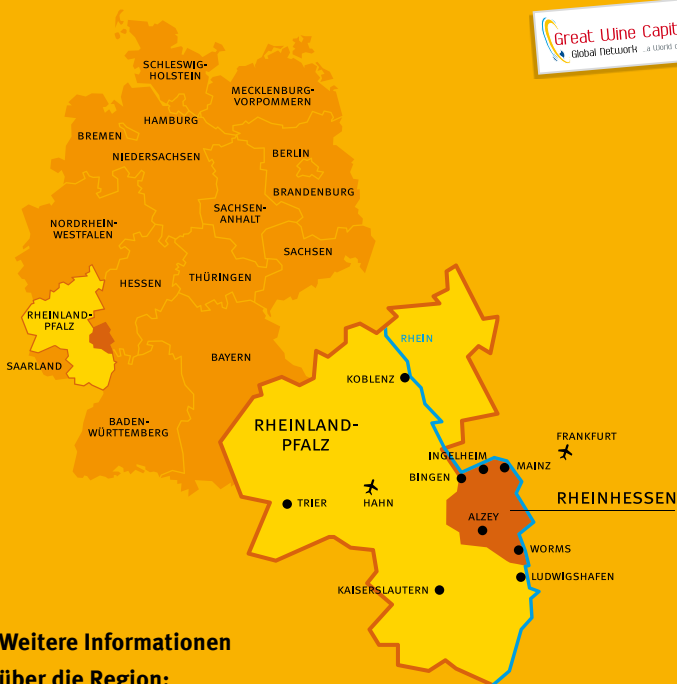 Great Wine Capit
Global Network ...a World
SCHLESWIG-
HOLSTEIN
MECKLENBURG-
VORPOMMERN
HAMBURG
BREMEN
NIEDERSACHSEN
BERLIN
BRANDENBURG
SACHSEN-
ANHALT
NORDRHEIN-
WESTFALEN
SACHSEN
THÜRINGEN
HESSEN
RHEINLAND-
PFALZ
SAARLAND
BAYERN
BADEN-
WÜRTTEMBERG
RHEIN
KOBLENZ
RHEINLAND-
PFALZ
FRANKFURT
INGELHEIM
MAINZ
BINGEN
RHEINHESSEN
TRIER
HAHN
ALZEY
WORMS
LUDWIGSHAFEN
KAISERSLAUTERN
Weitere Informationen
über die Region: